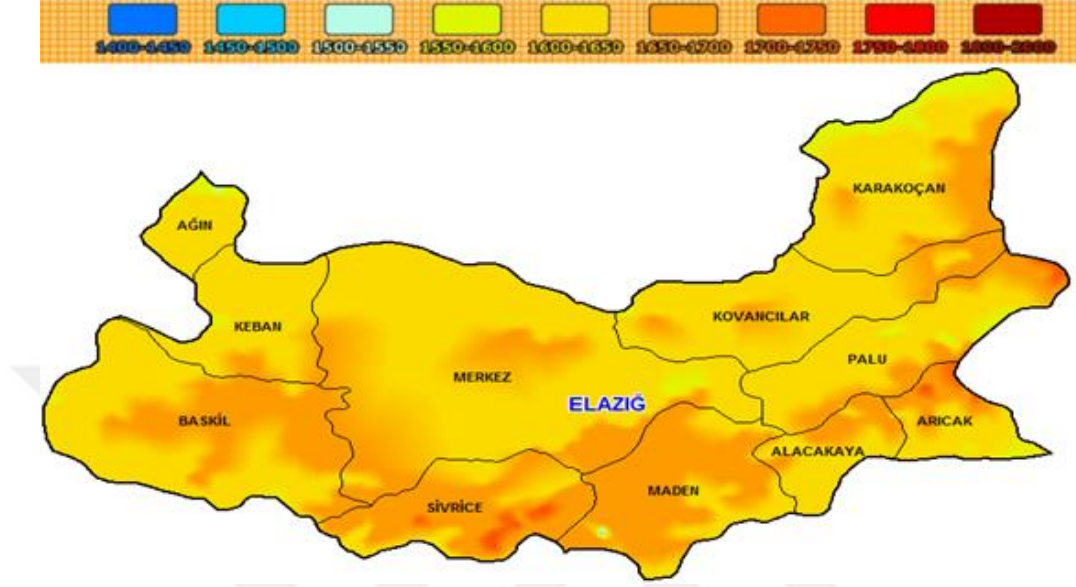 1400-1450 1450-1500 1500-1550 1550-1600 1600-1650 1650-1700 1700-1750 1750-1800 1800-2000
KARAKOÇAN
AĞIN
KOVANCILAR
KEBAN
PALU
MERKEZ
ELAZIĞ
BASKİL
ARICAK
ALACAKAYA
MADEN
SİVRİCE